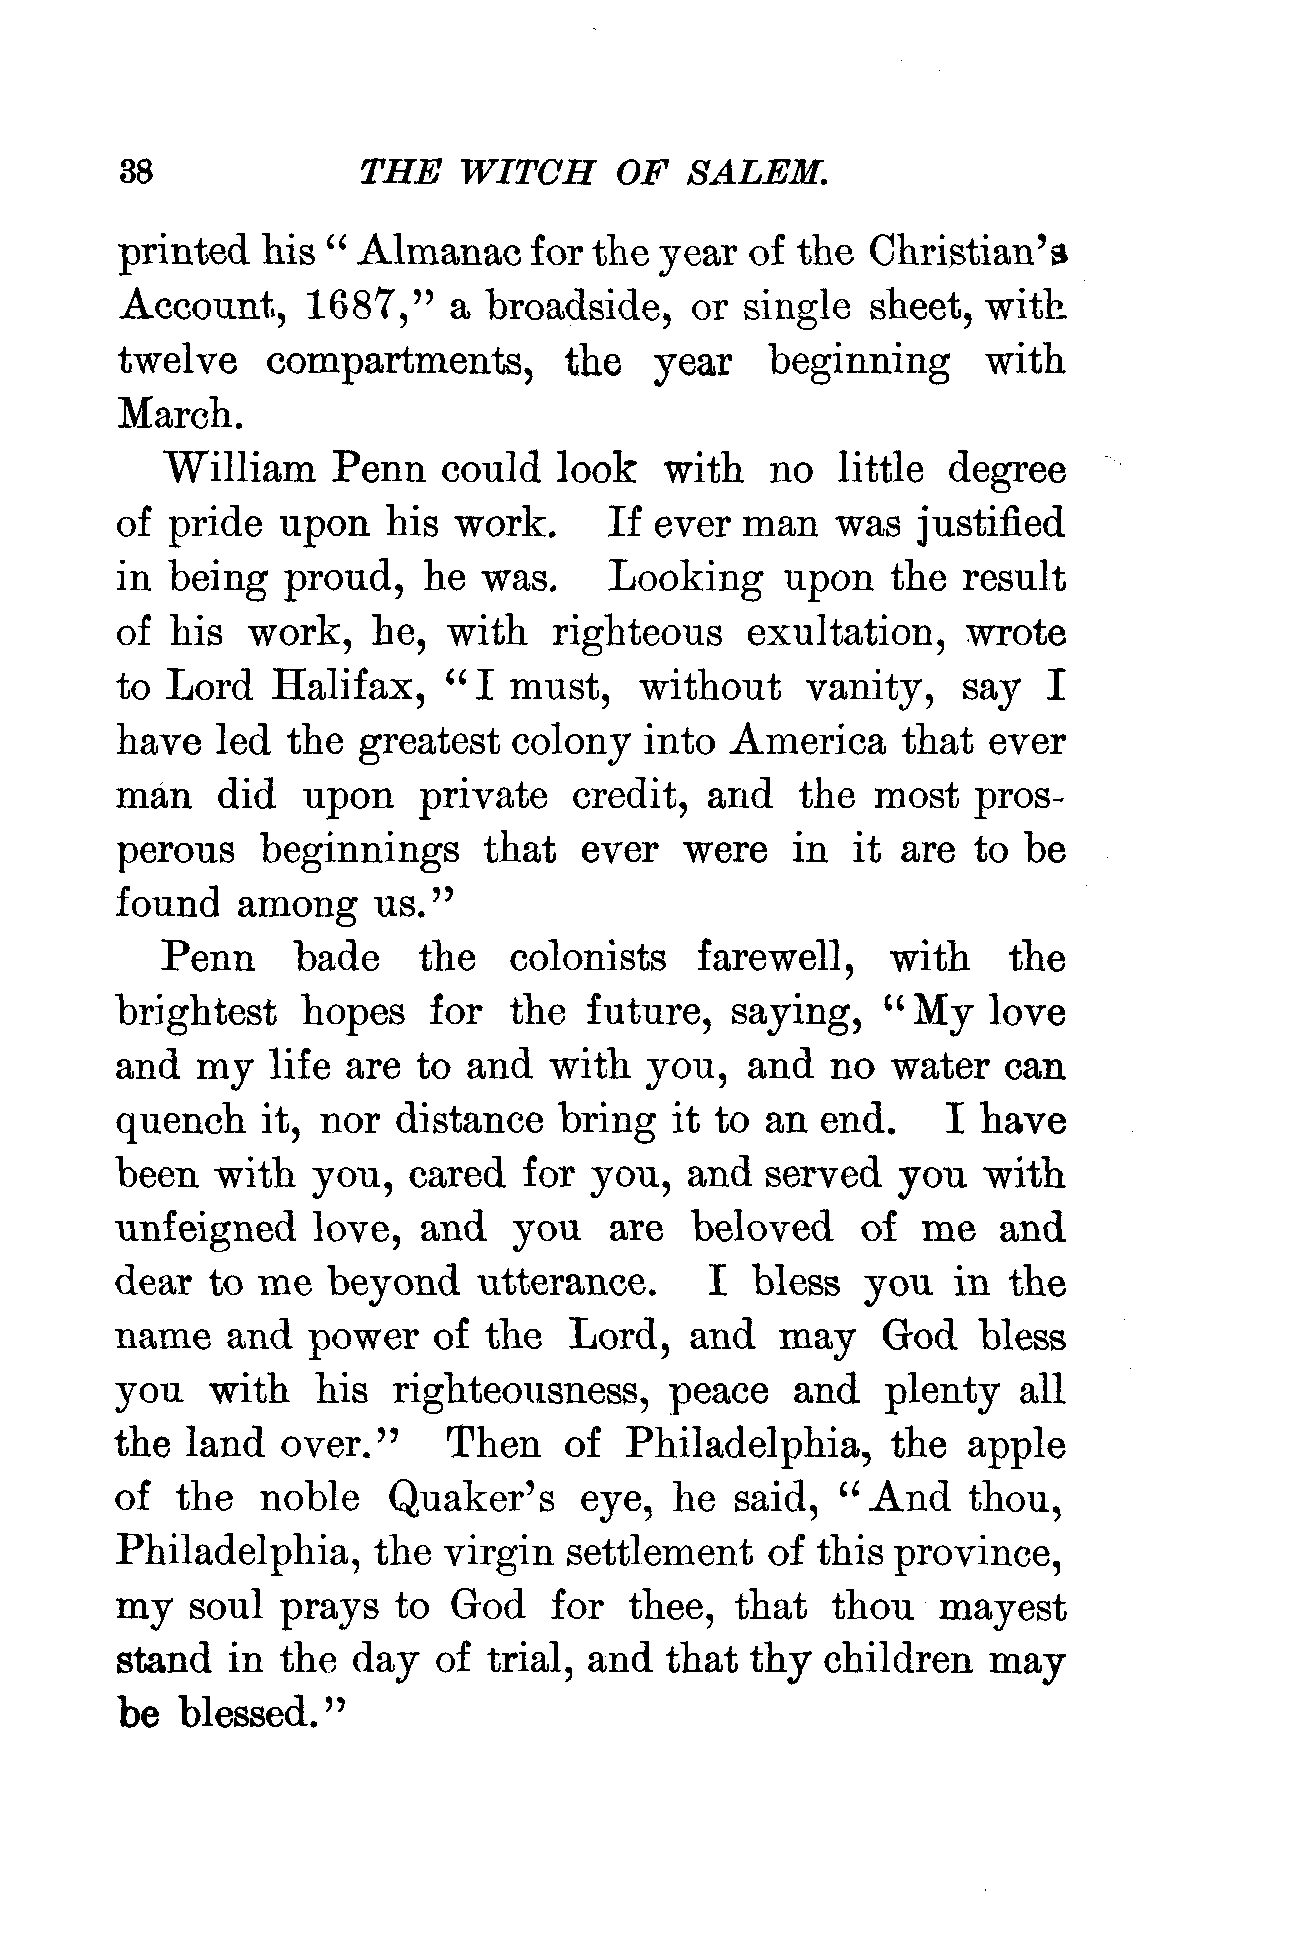 38 THE WITCH OF SALEM.
printed his “ Almanac for the year of the Christian’s
Account, 1687,” a broadside, or single sheet, with
twelve compartments, the year beginning with
March.
William Penn could look with no little degree
of pride upon his work. If ever man was justified
in being proud, he was. Looking upon the result
of his work, he, with righteous exultation, wrote
to Lord Halifax, “ I must, without vanity, say I
have led the greatest colony into America that ever
man did upon private credit, and the most pros-
perous beginnings that ever were in it are to be
found among us.”
Penn bade the colonists farewell, with the
brightest hopes for the future, saying, “ My love
and my life are to and with you, and no water can
quench it, nor distance bring it to an end. I have
been with you, cared for you, and served you with
unfeigned love, and you are beloved of me and
dear to me beyond utterance. I bless you in the
name and power of the Lord, and may God bless
you with his righteousness, peace and plenty all
the land over.” Then of Philadelphia, the apple
of the noble Quaker’s eye, he said, “ And thou,
Philadelphia, the virgin settlement of this province,
my soul prays to God for thee, that thou mayest
stand in the day of trial, and that thy children may
be blessed.”